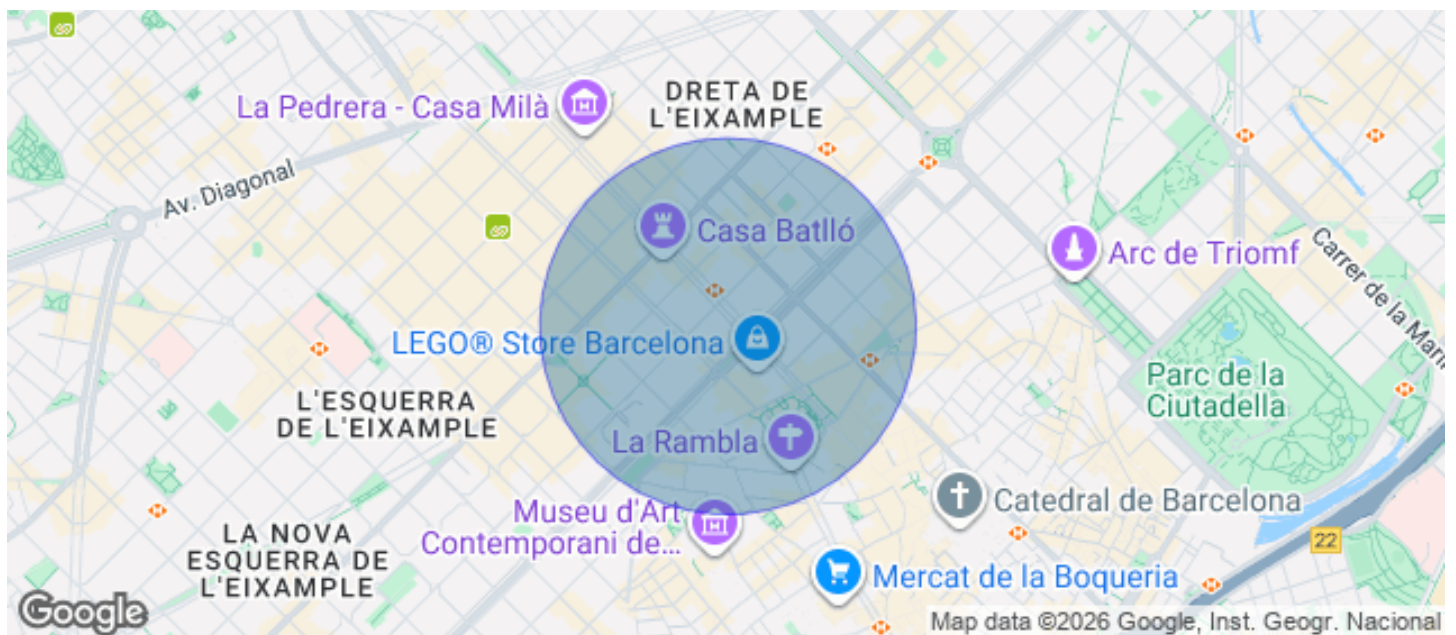 DRETA DE
L'EIXAMPLE
La Pedrera - Casa Milà
Av. Diagonal
Casa Batlló
Arc de Triomf
Carrer de la Marin
LEGO® Store Barcelona
Parc de la
Ciutadella
L'ESQUERRA
DE L'EIXAMPLE
La Rambla
Catedral de Barcelona
Museu d'Art
Contemporani de...
LA NOVA
ESQUERRA DE
L'EIXAMPLE
22
Mercat de la Boqueria
Google
Map data ©2026 Google, Inst. Geogr. Nacional